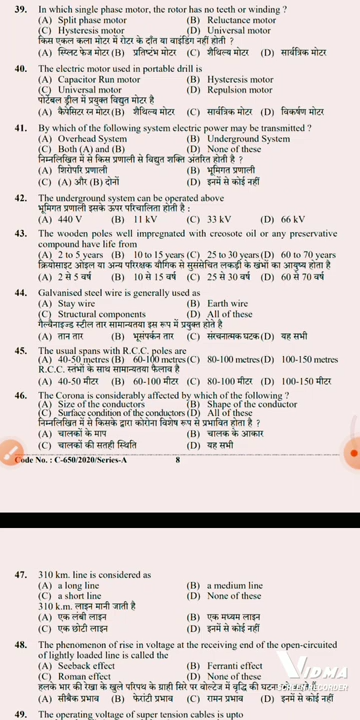 39. In which single phase motor, the rotor has no teeth or winding ?
(A) Split phase motor (B) Reluctance motor
(C) Hysteresis motor (D) Universal motor
किस एकल कला मोटर में रोटर के दाँत या वाइंडिंग नहीं होती ?
(A) स्प्लिट फेज मोटर (B) प्रतिष्टंभ मोटर (C) शैथिल्य मोटर (D) सार्वत्रिक मोटर
40. The electric motor used in portable drill is
(A) Capacitor Run motor (B) Hysteresis motor
(C) Universal motor (D) Repulsion motor
पोर्टेबल ड्रील में प्रयुक्त विद्युत मोटर है
(A) कैपेसिटर रन मोटर (B) शैथिल्य मोटर (C) सार्वत्रिक मोटर (D) विकर्षण मोटर
41. By which of the following system electric power may be transmitted ?
(A) Overhead System (B) Underground System
(C) Both (A) and (B) (D) None of these
निम्नलिखित में से किस प्रणाली से विद्युत शक्ति अंतरित होती है ?
(A) शिरोपरि प्रणाली (B) भूमिगत प्रणाली
(C) (A) और (B) दोनों (D) इनमें से कोई नहीं
42. The underground system can be operated above
भूमिगत प्रणाली इसके ऊपर परिचालिता होती है :
(A) 440 V (B) 11 kV (C) 33 kV (D) 66 kV
43. The wooden poles well impregnated with creosote oil or any preservative
compound have life from
(A) 2 to 5 years (B) 10 to 15 years (C) 25 to 30 years (D) 60 to 70 years
क्रियोसाइट ऑइल या अन्य परिरक्षक यौगिक से सुसंसेचित लकड़ी के खंभों का आयुष्य होता है
(A) 2 से 5 वर्ष (B) 10 से 15 वर्ष (C) 25 से 30 वर्ष (D) 60 से 70 वर्ष
44. Galvanised steel wire is generally used as
(A) Stay wire (B) Earth wire
(C) Structural components (D) All of these
गैल्वैनाइज्ड स्टील तार सामान्यतया इस रूप में प्रयुक्त होते है
(A) तान तार (B) भूसंपर्कन तार (C) संरचनात्मक घटक (D) यह सभी
45. The usual spans with R.C.C. poles are
(A) 40-50 metres (B) 60-100 metres (C) 80-100 metres (D) 100-150 metres
R.C.C. स्तंभों के साथ सामान्यतया फैलाव है
(A) 40-50 मीटर (B) 60-100 मीटर (C) 80-100 मीटर (D) 100-150 मीटर
46. The Corona is considerably affected by which of the following ?
(A) Size of the conductors (B) Shape of the conductor
(C) Surface condition of the conductors (D) All of these
निम्नलिखित में से किसके द्वारा कोरोना विशेष रूप से प्रभावित होता है ?
(A) चालकों के माप (B) चालक के आकार
(C) चालकों की सतही स्थिति (D) यह सभी
Code No. : C-650/2020/Series-A 8
47. 310 km. line is considered as
(A) a long line (B) a medium line
(C) a short line (D) None of these
310 k.m. लाइन मानी जाती है
(A) एक लंबी लाइन (B) एक मध्यम लाइन
(C) एक छोटी लाइन (D) इनमें से कोई नहीं
48. The phenomenon of rise in voltage at the receiving end of the open-circuited
of lightly loaded line is called the
(A) Seeback effect (B) Ferranti effect
(C) Roman effect (D) None of these
हलके भार की रेखा के खुले परिपथ के ग्राही सिरे पर वोल्टेज में वृद्धि की घटना
(A) सीबैक प्रभाव (B) फेरांटी प्रभाव (C) रामन प्रभाव (D) इनमें से कोई नहीं
49. The operating voltage of super tension cables is upto
VIDMA
SCREEN RECORDER